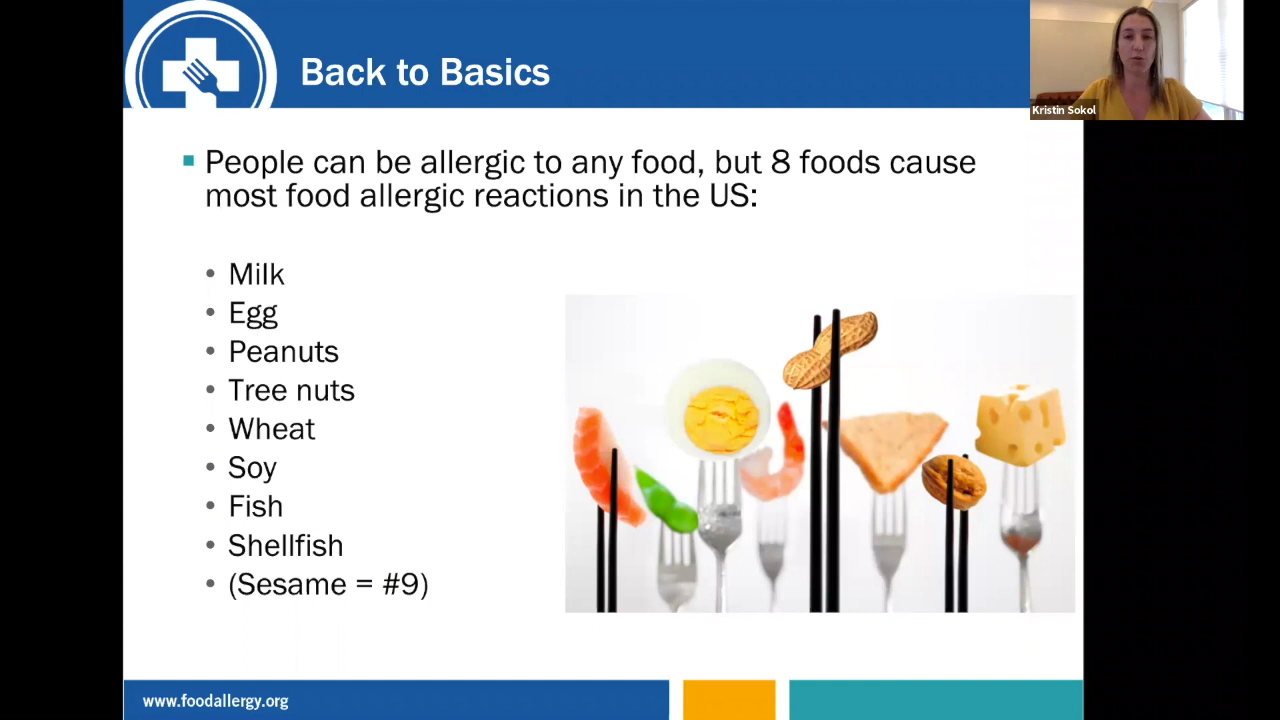 Back to Basics
Kristin Sokol
People can be allergic to any food, but 8 foods cause
most food allergic reactions in the US:
Milk
Egg
Peanuts
Tree nuts
Wheat
Soy
Fish
Shellfish
(Sesame = #9)
www.foodallergy.org